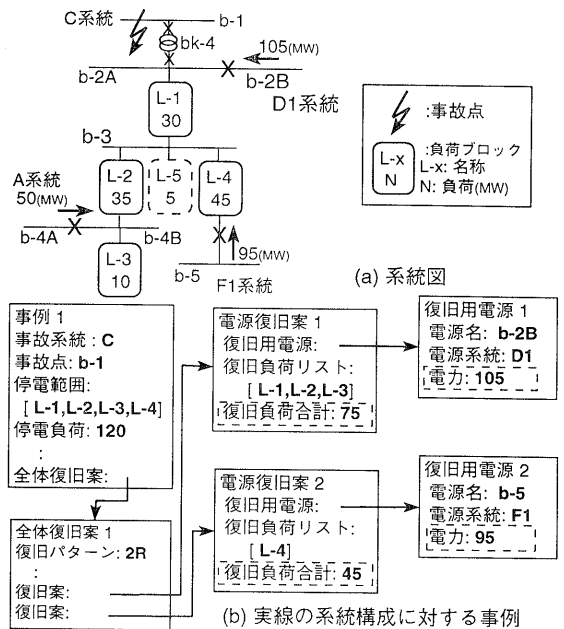 C系統
b-1
bk-4
105(MW)
b-2A
b-2B
D1系統
L-1
30
b-3
A系統
50(MW)
L-2
35
L-5
5
L-4
45
b-4A
b-4B
95(MW)
L-3
10
b-5
F1系統
:事故点
L-x
N
:負荷ブロック
L-x: 名称
N: 負荷(MW)
(a) 系統図
事例 1
事故系統 : C
事故点: b-1
停電範囲:
[ L-1,L-2,L-3,L-4]
停電負荷: 120
:
全体復旧案:
全体復旧案 1
復旧パターン: 2R
:
復旧案:
復旧案:
電源復旧案 1
復旧用電源:
復旧負荷リスト:
[ L-1,L-2,L-3]
復旧負荷合計: 75
電源復旧案 2
復旧用電源:
復旧負荷リスト:
[ L-4]
復旧負荷合計: 45
復旧用電源 1
電源名: b-2B
電源系統: D1
電力: 105
復旧用電源 2
電源名: b-5
電源系統: F1
電力: 95
(b) 実線の系統構成に対する事例